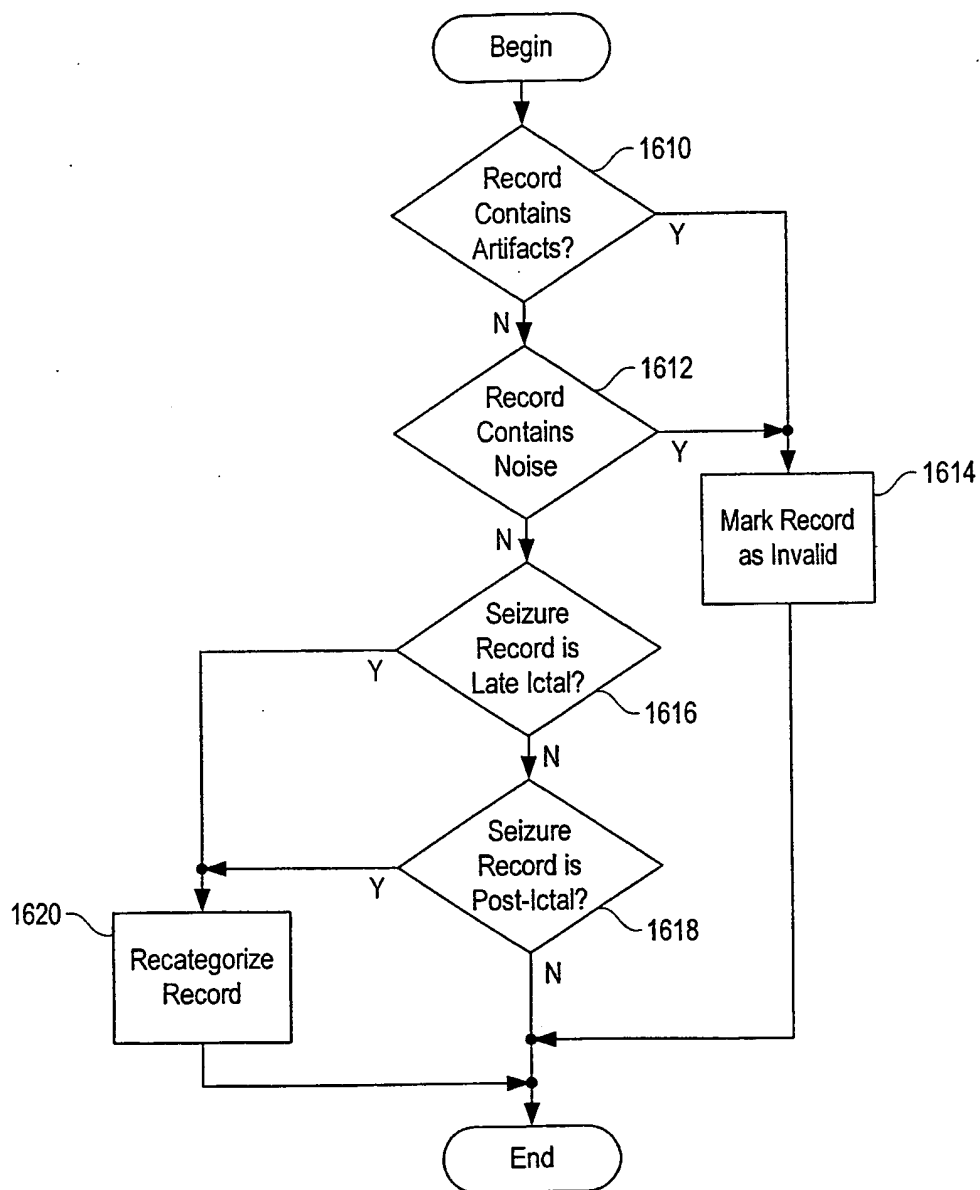 Begin
1610
Record
Contains
Artifacts?
Y
N
1612
Record
Contains
Noise
Y
N
1614
Mark Record
as Invalid
Seizure
Record is
Late Ictal?
Y
1616
N
Seizure
Record is
Post-Ictal?
Y
1618
N
1620
Recategorize
Record
End